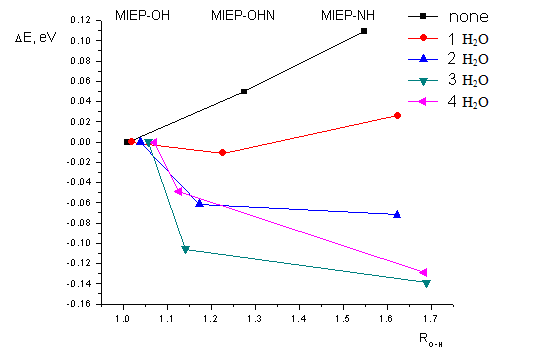 MIEP-OH MIEP-OHN MIEP-NH
ΔE, eV
0.12
0.10
0.08
0.06
0.04
0.02
0.00
-0.02
-0.04
-0.06
-0.08
-0.10
-0.12
-0.14
-0.16
1.0 1.1 1.2 1.3 1.4 1.5 1.6 1.7
R O-H
none
1 H2O
2 H2O
3 H2O
4 H2O